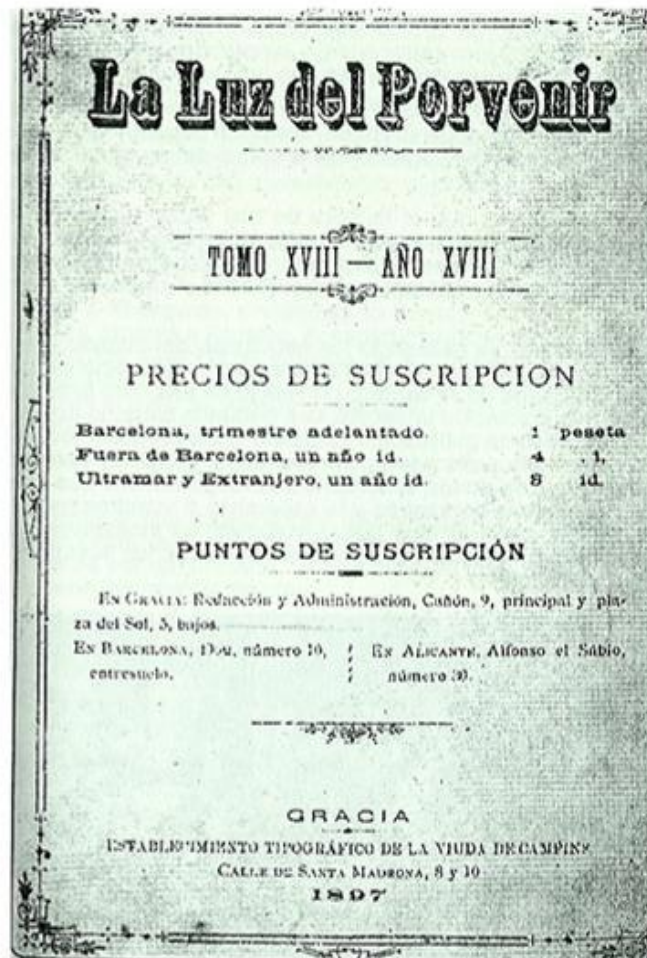 La Luz del Porvenir
TOMO XVIII — AÑO XVIII
PRECIOS DE SUSCRIPCION
Barcelona, trimestre adelantado. 1 peseta
Fuera de Barcelona, un año id. 4
Ultramar y Extranjero, un año id. 8 id.
PUNTOS DE SUSCRIPCIÓN
EN GRACIA: Redacción y Administración, Cañón, 9, principal y pla-
za del Sol, 5, bajos.
EN BARCELONA, número 10,
entresuelo.
EN ALICANTE, Alfonso el Sábio,
número
GRACIA
ESTABLECIMIENTO TIPOGRÁFICO DE LA VIUDA DE CAMPINS
CALLE DE SANTA MADRONA, 8 y 10
1897